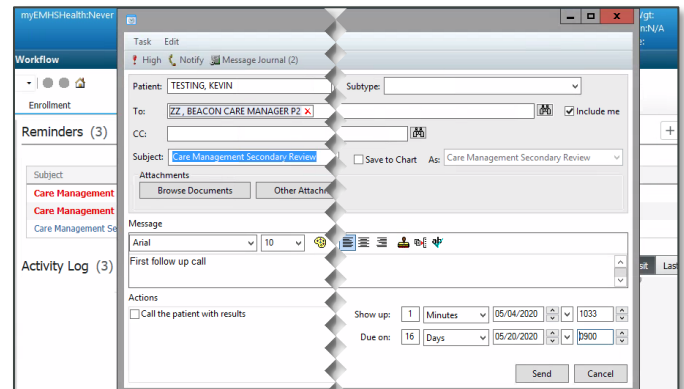 myEMHSHealth:Never
/gt:
n:N/A
Task Edit
Workflow
High Notify Message Journal (2)
Patient: TESTING, KEVIN Subtype:
To: ZZ , BEACON CARE MANAGER P2 Include me
Enrollment
CC:
Reminders (3)
Subject: Care Management Secondary Review Save to Chart As: Care Management Secondary Review
Attachments
Subject
Browse Documents Other Attachm
Care Management
Care Management
Care Management Se
Message
Arial 10
First follow up call
Activity Log (3)
sit Last
Actions
Call the patient with results Show up: 1 Minutes 05/04/2020 1033
Due on: 16 Days 05/20/2020 0900
Send Cancel